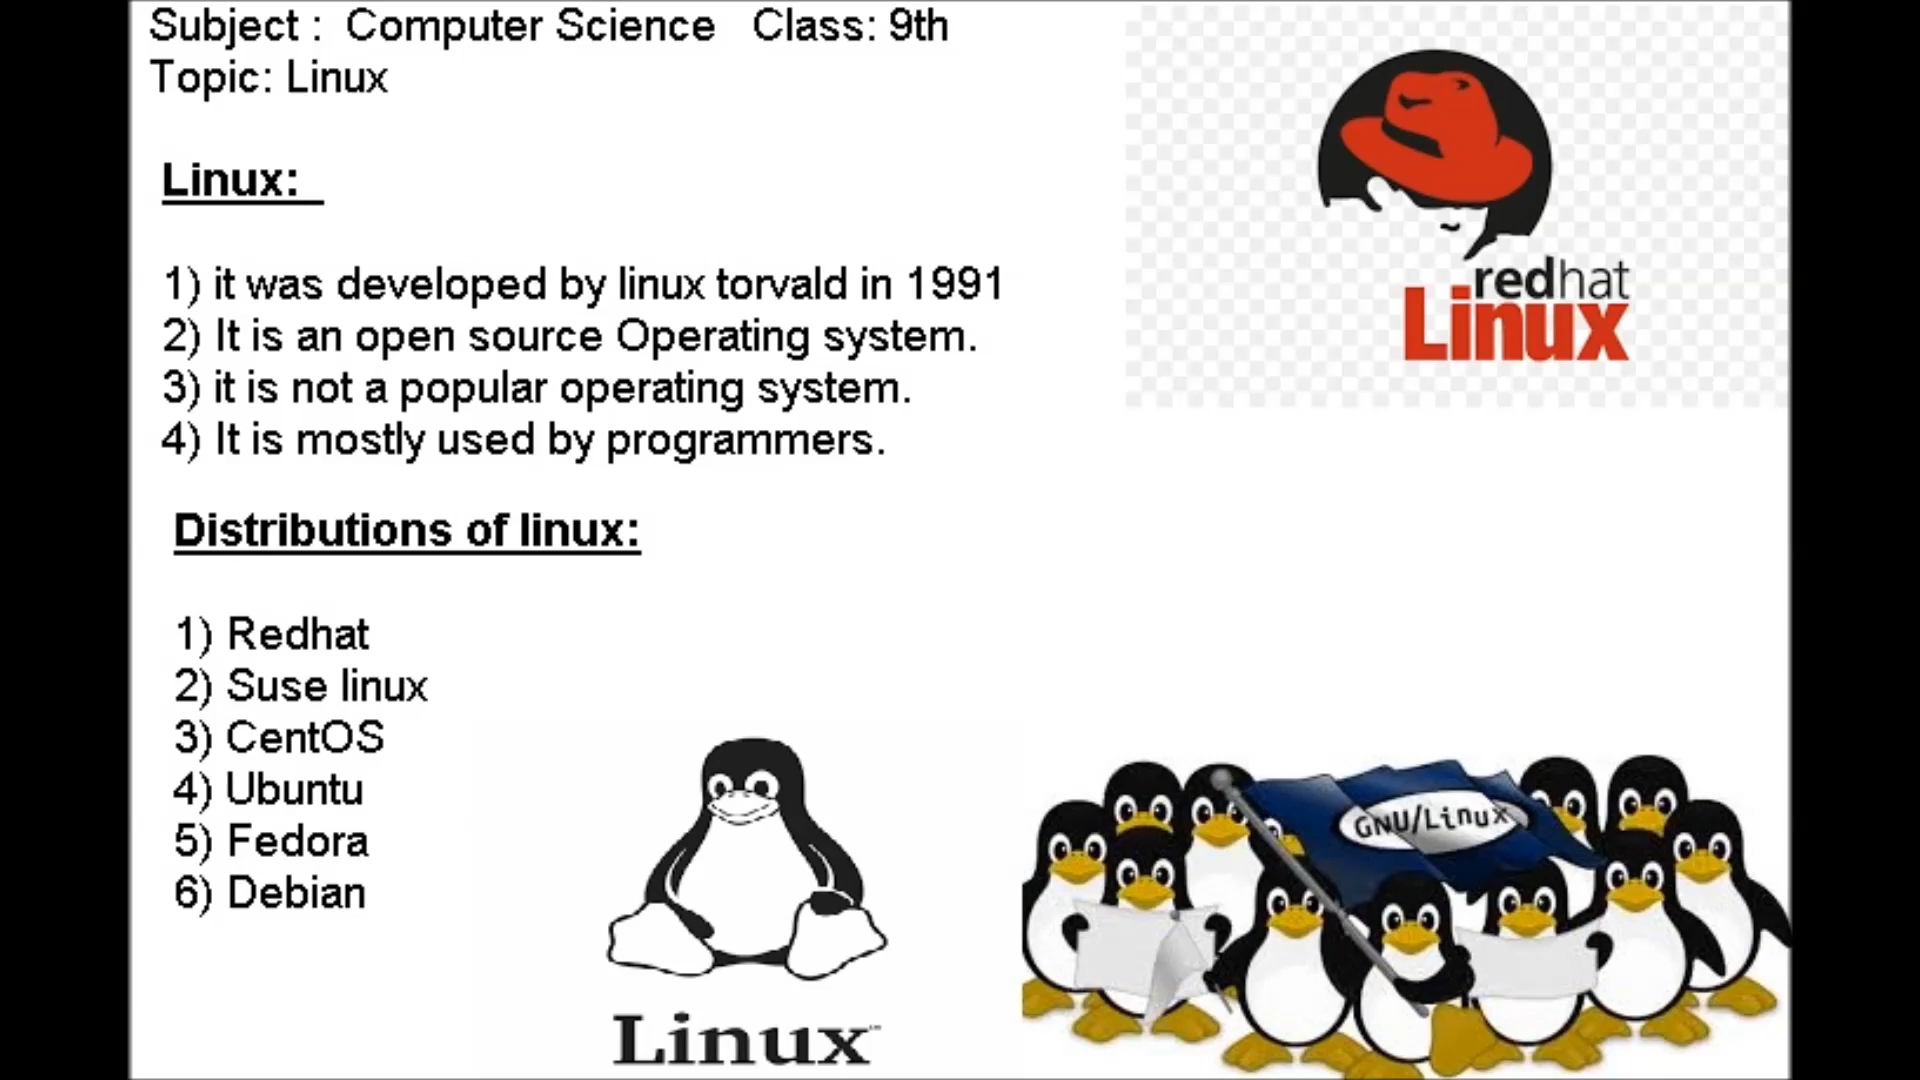 Subject :  Computer Science   Class: 9th
Topic: Linux
Linux:
1) it was developed by linux torvald in 1991
2) It is an open source Operating system.
3) it is not a popular operating system.
4) It is mostly used by programmers.
Distributions of linux:
1) Redhat
2) Suse linux
3) CentOS
4) Ubuntu
5) Fedora
6) Debian
redhat
Linux
Linux™
GNU/Linux